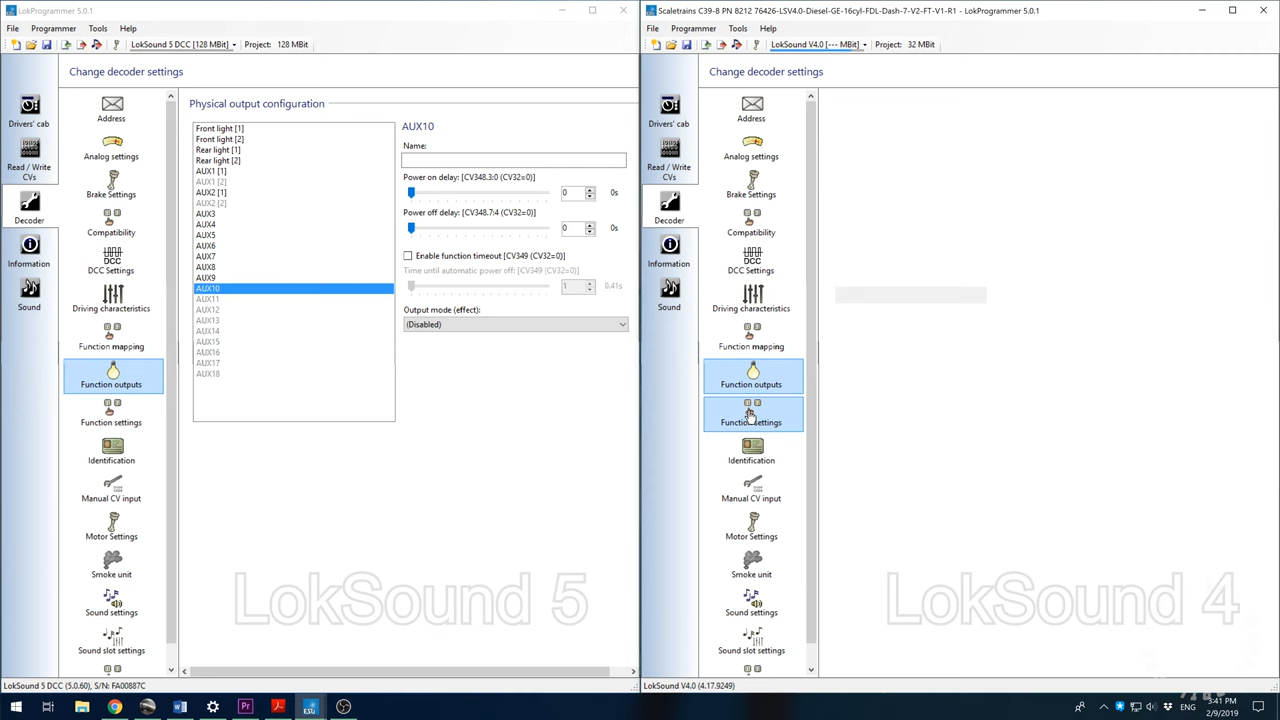 LokProgrammer 5.0.1
File Programmer Tools Help
LokSound 5 DCC [128 MBit] Project: 128 MBit
Change decoder settings
Drivers' cab
Read / Write
CVs
Decoder
Information
Sound
Address
Analog settings
Brake Settings
Compatibility
DCC
DCC Settings
Driving characteristics
Function mapping
Function outputs
Function settings
Identification
Manual CV input
Motor Settings
Smoke unit
Sound settings
Sound slot settings
Physical output configuration
Front light [1]
Front light [2]
Rear light [1]
Rear light [2]
AUX1 [1]
AUX1 [2]
AUX2 [1]
AUX2 [2]
AUX3
AUX4
AUX5
AUX6
AUX7
AUX8
AUX9
AUX10
AUX11
AUX12
AUX13
AUX14
AUX15
AUX16
AUX17
AUX18
AUX10
Name:
Power on delay: [CV348.3:0 (CV32=0)]
0 0s
Power off delay: [CV348.7:4 (CV32=0)]
0 0s
Enable function timeout [CV349 (CV32=0)]
Time until automatic power off: [CV349 (CV32=0)]
1 0.41s
Output mode (effect):
(Disabled)
LokSound 5
LokSound 5 DCC (5.0.60), S/N: FA00887C
Scaletrains C39-8 PN 8212 76426-LSV4.0-Diesel-GE-16cyl-FDL-Dash-7-V2-FT-V1-R1 - LokProgrammer 5.0.1
File Programmer Tools Help
LokSound V4.0 [--- MBit] Project: 32 MBit
Change decoder settings
Drivers' cab
Read / Write
CVs
Decoder
Information
Sound
Address
Analog settings
Brake Settings
Compatibility
DCC
DCC Settings
Driving characteristics
Function mapping
Function outputs
Function settings
Identification
Manual CV input
Motor Settings
Smoke unit
Sound settings
Sound slot settings
LokSound 4
LokSound V4.0 (4.17.9249)
W Pr ESU
ENG 3:41 PM
2/9/2019